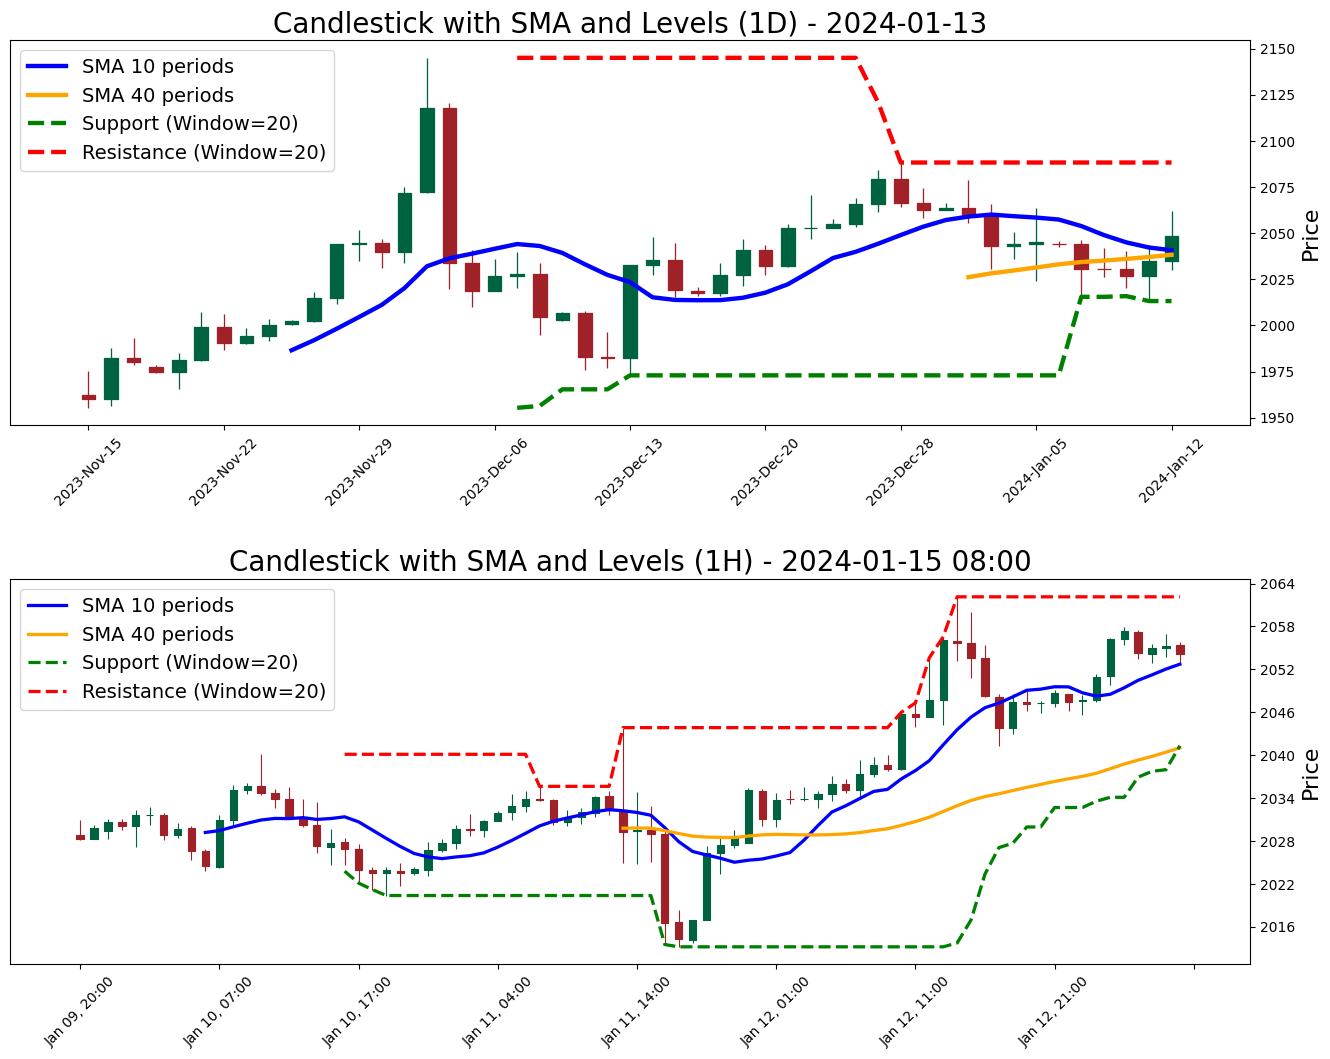 Candlestick with SMA and Levels (1D) - 2024-01-13
SMA 10 periods
SMA 40 periods
Support (Window=20)
Resistance (Window=20)
2150
2125
2100
2075
2050
2025
2000
1975
1950
Price
2023-Nov-15
2023-Nov-22
2023-Nov-29
2023-Dec-06
2023-Dec-13
2023-Dec-20
2023-Dec-28
2024-Jan-05
2024-Jan-12
Candlestick with SMA and Levels (1H) - 2024-01-15 08:00
SMA 10 periods
SMA 40 periods
Support (Window=20)
Resistance (Window=20)
2064
2058
2052
2046
2040
2034
2028
2022
2016
Price
Jan 09, 20:00
Jan 10, 07:00
Jan 10, 17:00
Jan 11, 04:00
Jan 11, 14:00
Jan 12, 01:00
Jan 12, 11:00
Jan 12, 21:00